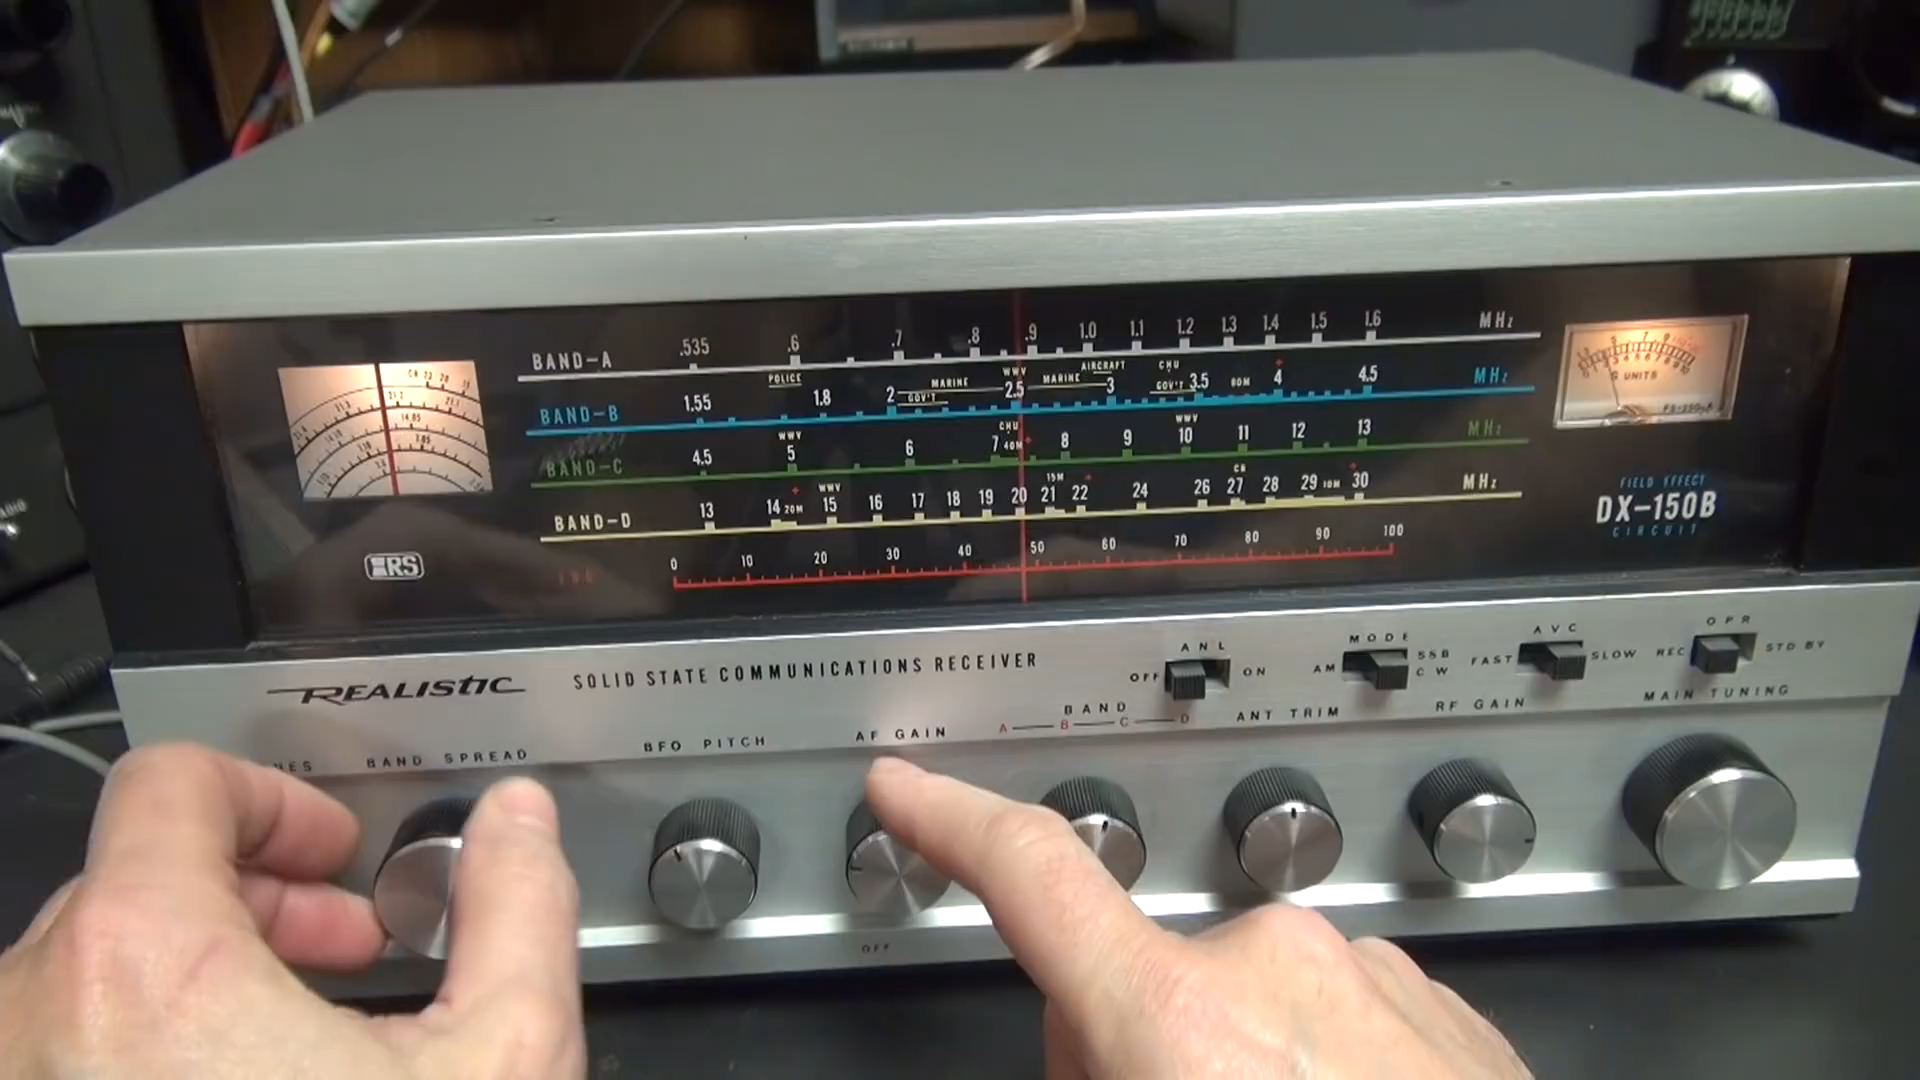 BAND-A .535 .6 .7 .8 .9 1.0 1.1 1.2 1.3 1.4 1.5 1.6 MHz
POLICE MARINE WWV MARINE AIRCRAFT CHU
GOV'T GOV'T 80M
BAND-B 1.55 1.8 2 2.5 3 3.5 4 4.5 MHz
WWV CHU WWV
BAND-C 4.5 5 6 7 40M 8 9 10 11 12 13 MHz
WWV 15M CB
BAND-D 13 14 20M 15 16 17 18 19 20 21 22 24 26 27 28 29 10M 30 MHz
0 10 20 30 40 50 60 70 80 90 100
RS
S UNITS
FIELD EFFECT
DX-150B
CIRCUIT
REALISTIC
SOLID STATE COMMUNICATIONS RECEIVER
ANL
OFF ON
MODE
AM SSB
CW
AVC
FAST SLOW
OPR
REC STD BY
BAND SPREAD
BFO PITCH
AF GAIN
OFF
BAND
A B C D
ANT TRIM
RF GAIN
MAIN TUNING